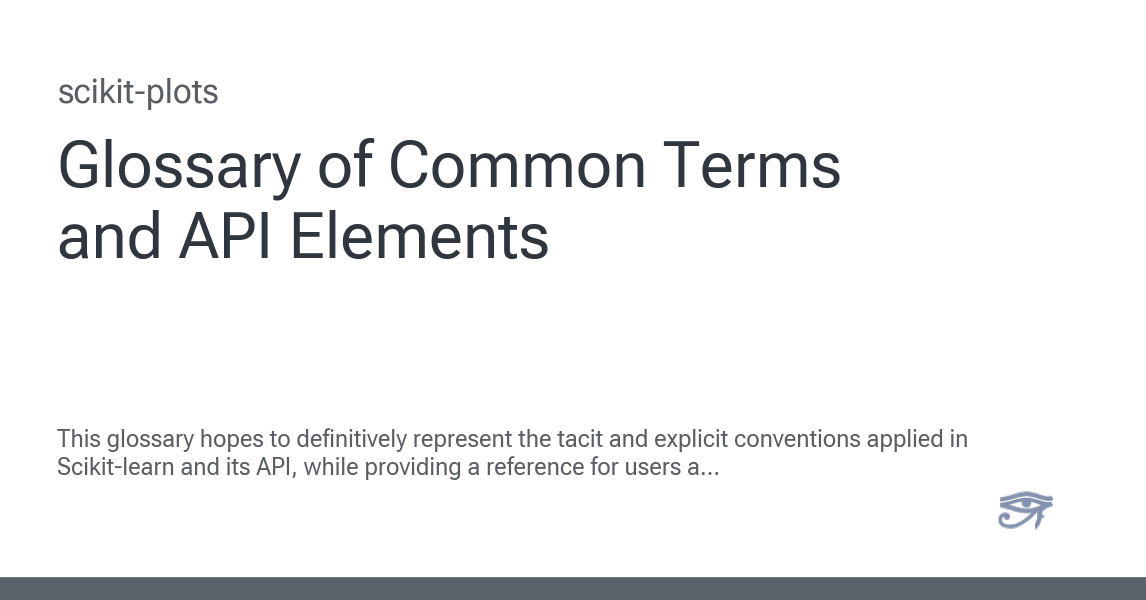 scikit-plots
Glossary of Common Terms
and API Elements
This glossary hopes to definitively represent the tacit and explicit conventions applied in
Scikit-learn and its API, while providing a reference for users a...